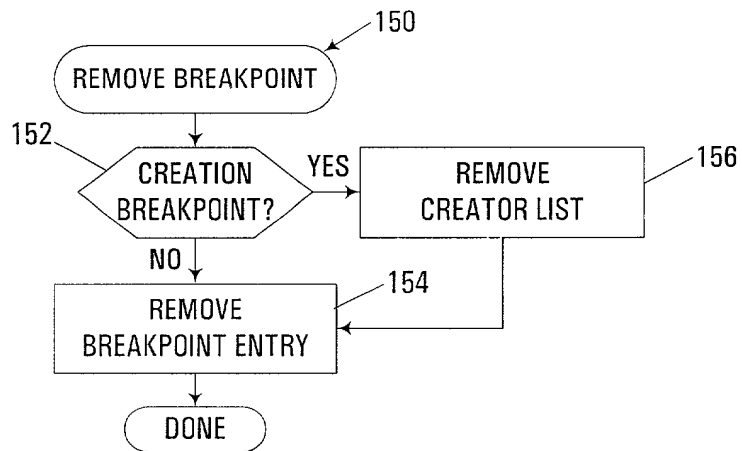 150
REMOVE BREAKPOINT
152
CREATION
BREAKPOINT?
YES
REMOVE
CREATOR LIST
156
NO
154
REMOVE
BREAKPOINT ENTRY
DONE